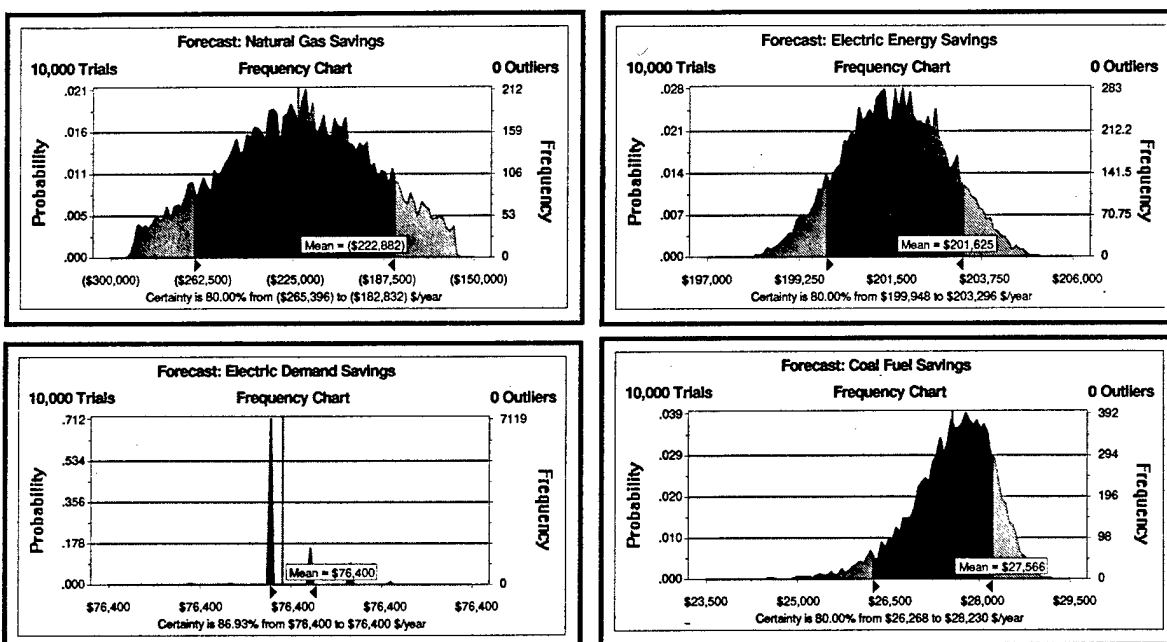 Forecast: Natural Gas Savings
10,000 Trials Frequency Chart 0 Outliers
.021 212
.016 159
.011 106
.005 53
.000 0
Probability
Frequency
Mean = ($222,882)
($300,000) ($262,500) ($225,000) ($187,500) ($150,000)
Certainty is 80.00% from ($265,396) to ($182,832) $/year
Forecast: Electric Energy Savings
10,000 Trials Frequency Chart 0 Outliers
.028 283
.021 212.2
.014 141.5
.007 70.75
.000 0
Probability
Frequency
Mean = $201,625
$197,000 $199,250 $201,500 $203,750 $206,000
Certainty is 80.00% from $199,948 to $203,296 $/year
Forecast: Electric Demand Savings
10,000 Trials Frequency Chart 0 Outliers
.712 7119
.534
.356
.178
.000 0
Probability
Frequency
Mean = $76,400
$76,400 $76,400 $76,400 $76,400 $76,400
Certainty is 86.93% from $76,400 to $76,400 $/year
Forecast: Coal Fuel Savings
10,000 Trials Frequency Chart 0 Outliers
.039 392
.029 294
.020 196
.010 98
.000 0
Probability
Frequency
Mean = $27,566
$23,500 $25,000 $26,500 $28,000 $29,500
Certainty is 80.00% from $26,268 to $28,230 $/year